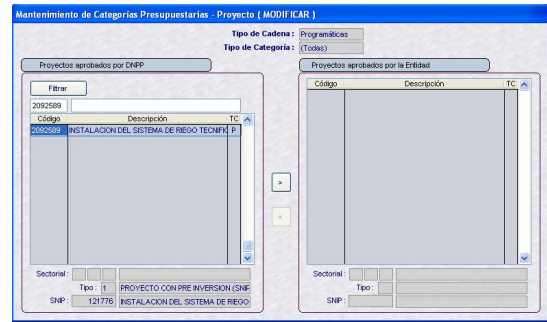 Mantenimiento de Categorías Presupuestarias - Proyecto ( MODIFICAR )
Tipo de Cadena : Programáticas
Tipo de Categoría : (Todas)
Proyectos aprobados por DNPP
Proyectos aprobados por la Entidad
Filtrar
2092589
Código Descripción TC
2092589 INSTALACION DEL SISTEMA DE RIEGO TECNIFIC P
Código Descripción TC
>
<
Sectorial :
Tipo : 1 PROYECTO CON PRE INVERSION (SNIF
SNIP : 121776 INSTALACION DEL SISTEMA DE RIEGO
Sectorial :
Tipo :
SNIP :